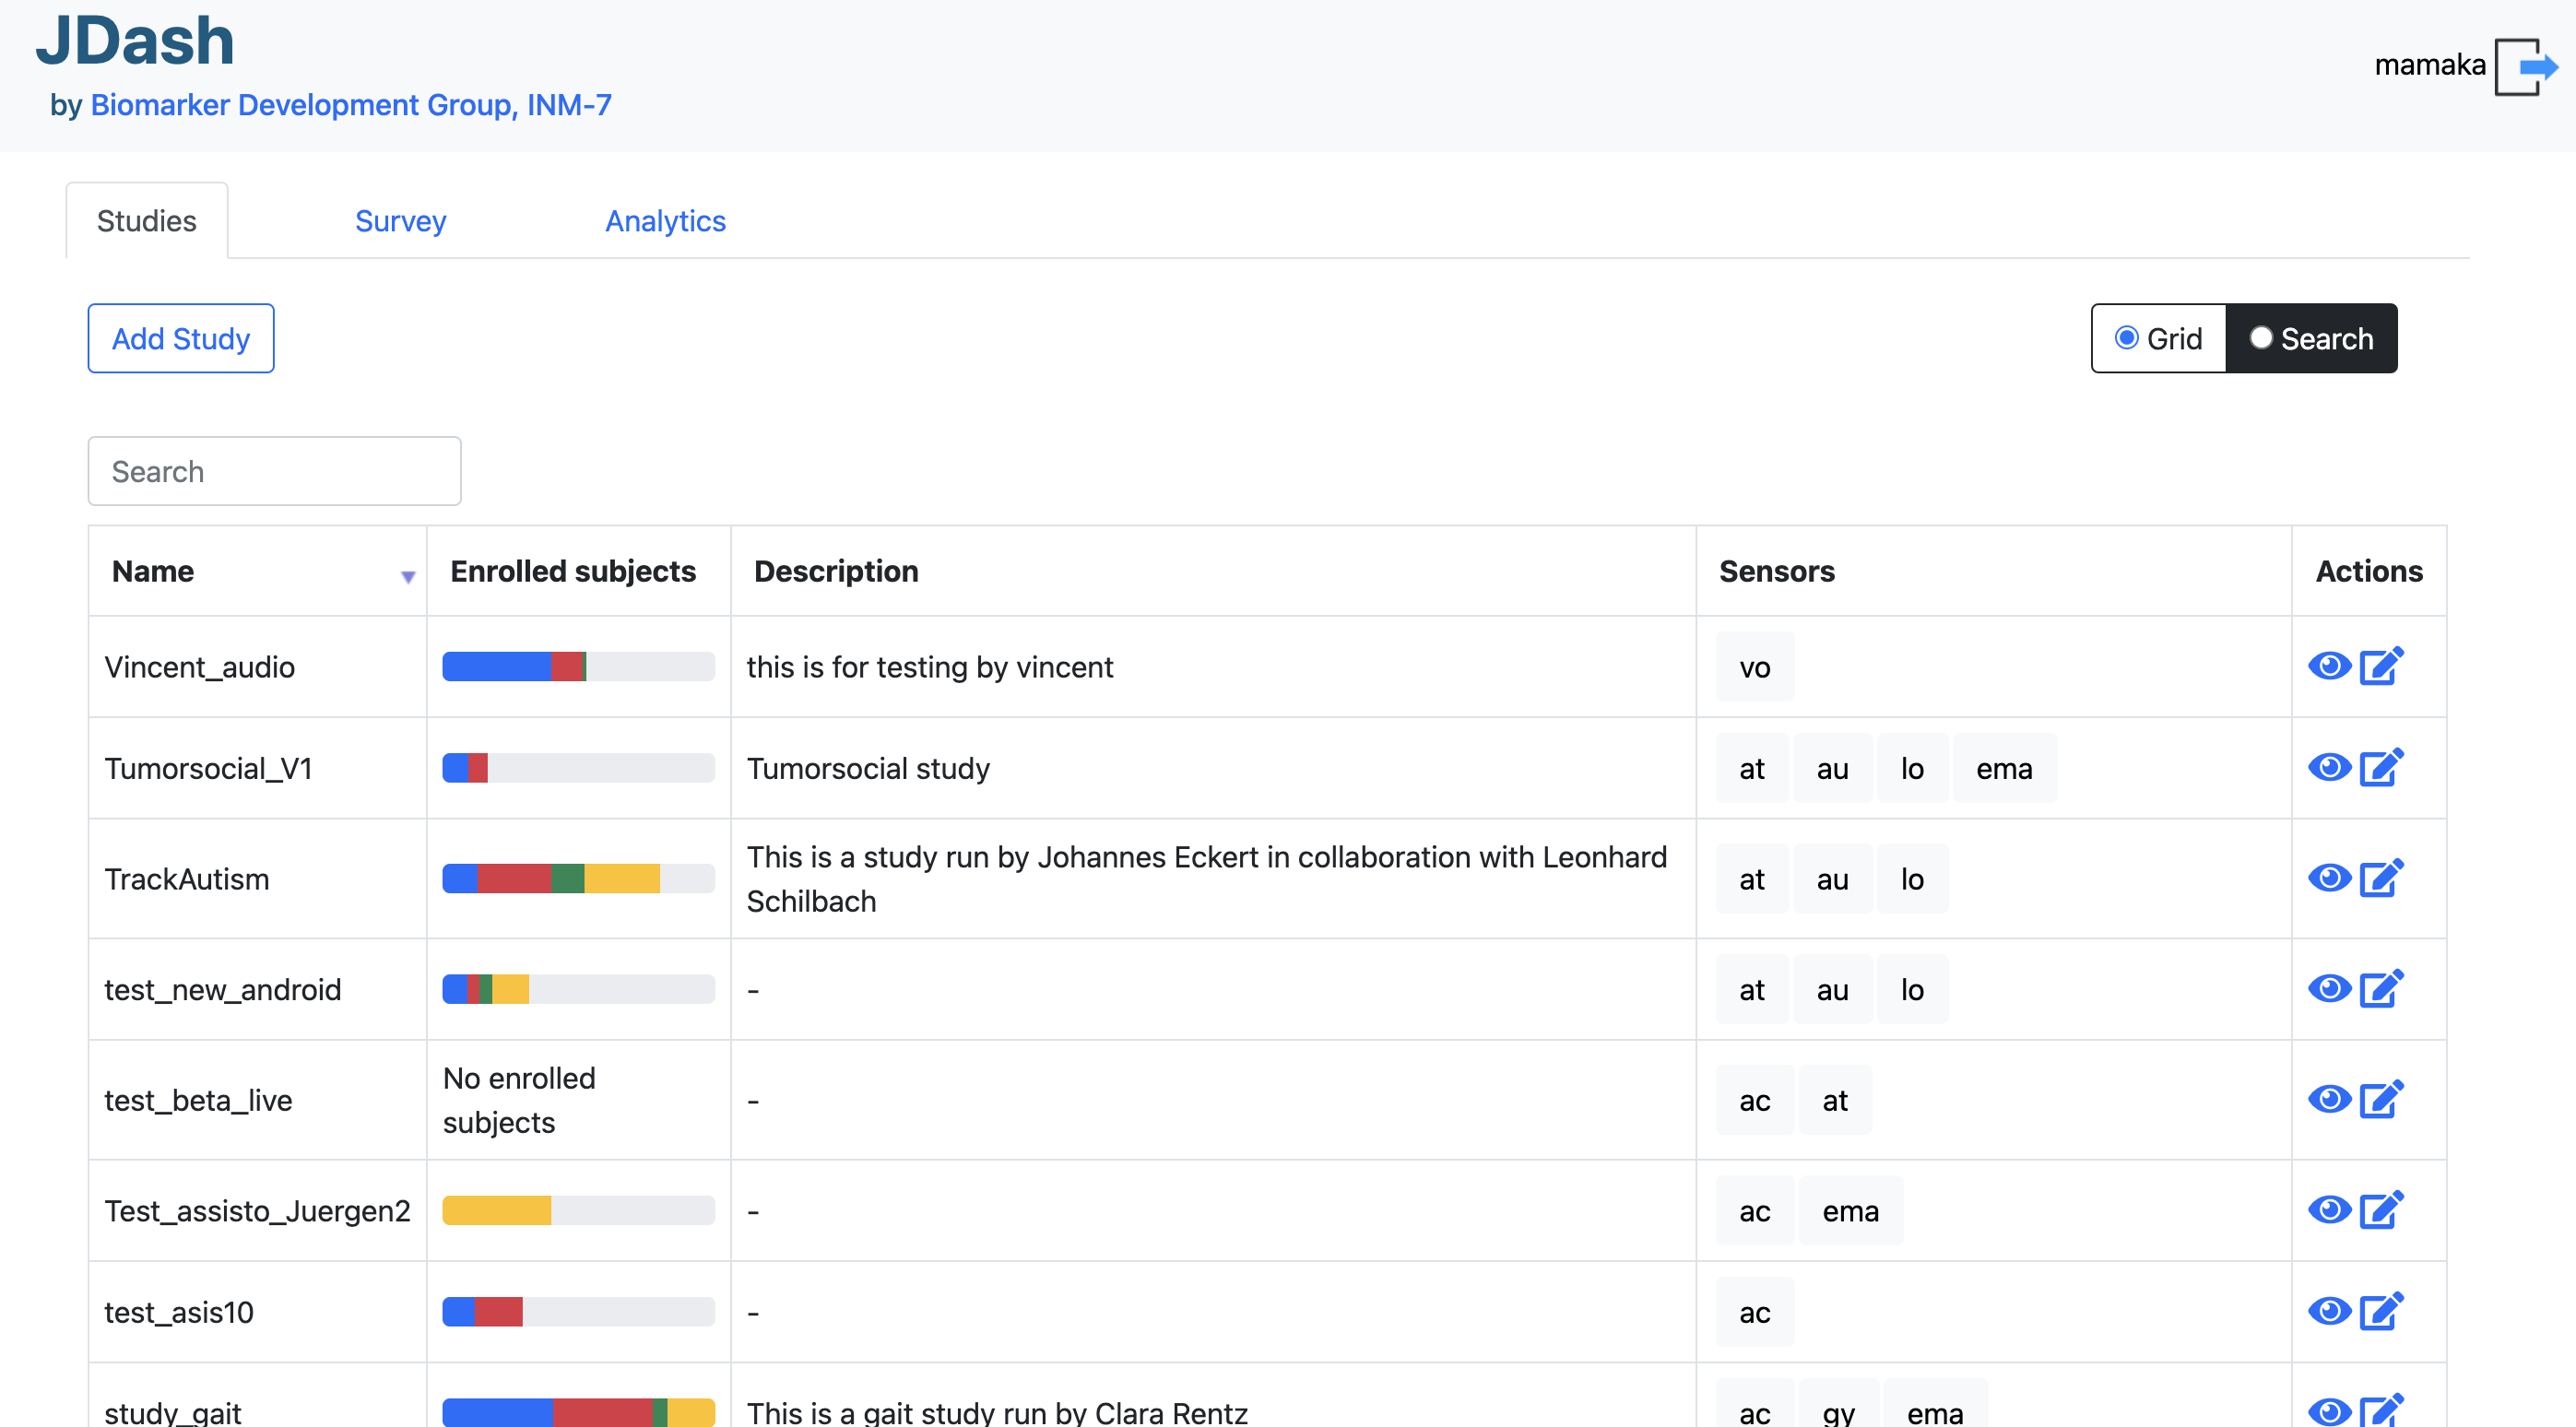 JDash
by Biomarker Development Group, INM-7
mamaka
Studies
Survey
Analytics
Add Study
Grid
Search
Search
Name
Enrolled subjects
Description
Sensors
Actions
Vincent_audio
this is for testing by vincent
vo
Tumorsocial_V1
Tumorsocial study
at au lo ema
TrackAutism
This is a study run by Johannes Eckert in collaboration with Leonhard
Schilbach
at au lo
test_new_android
-
at au lo
test_beta_live
No enrolled
subjects
-
ac at
Test_assisto_Juergen2
-
ac ema
test_asis10
-
ac
study_gait
This is a gait study run by Clara Rentz
ac gy ema